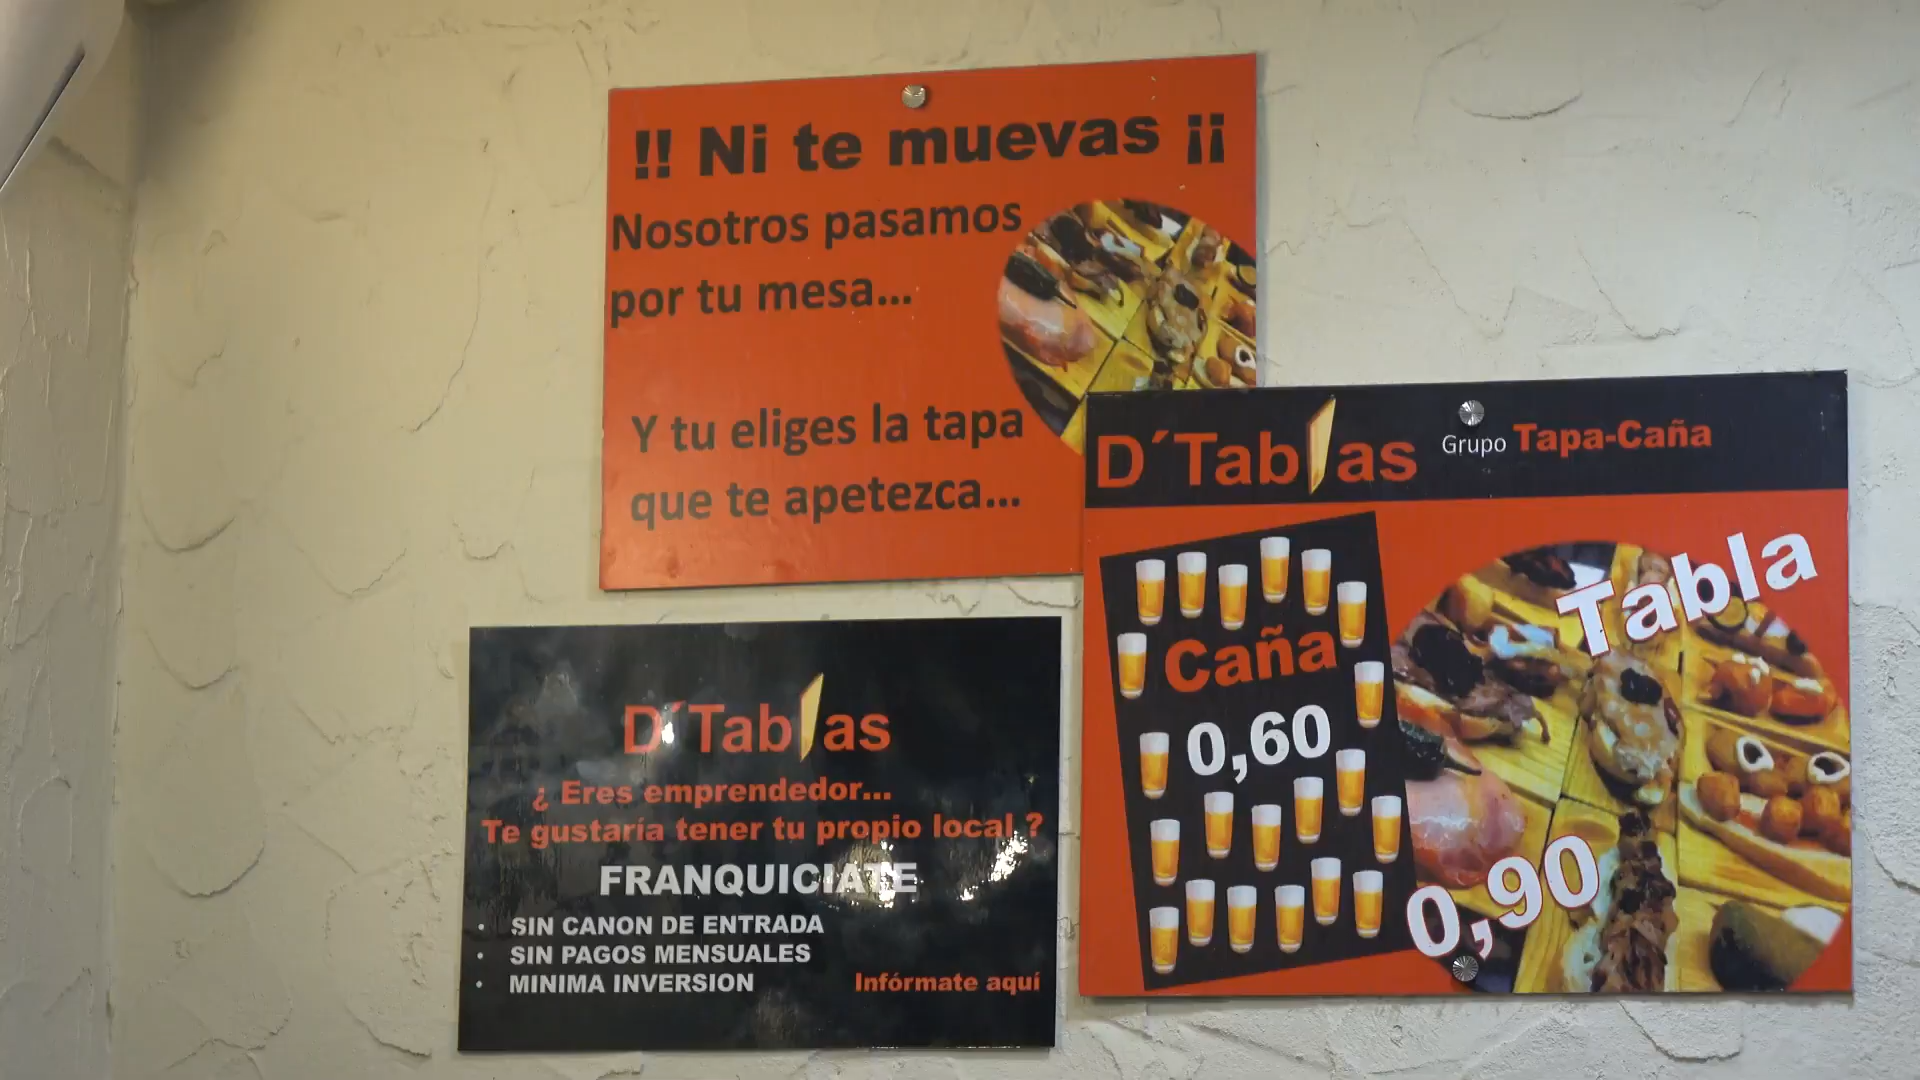 !! Ni te muevas ¡¡
Nosotros pasamos
por tu mesa...
Y tu eliges la tapa
que te apetezca...
D´Tablas Grupo Tapa-Caña
Caña
0,60
Tabla
0,90
D´Tablas
¿ Eres emprendedor...
Te gustaría tener tu propio local ?
FRANQUICIATE
• SIN CANON DE ENTRADA
• SIN PAGOS MENSUALES
• MINIMA INVERSION
Infórmate aquí